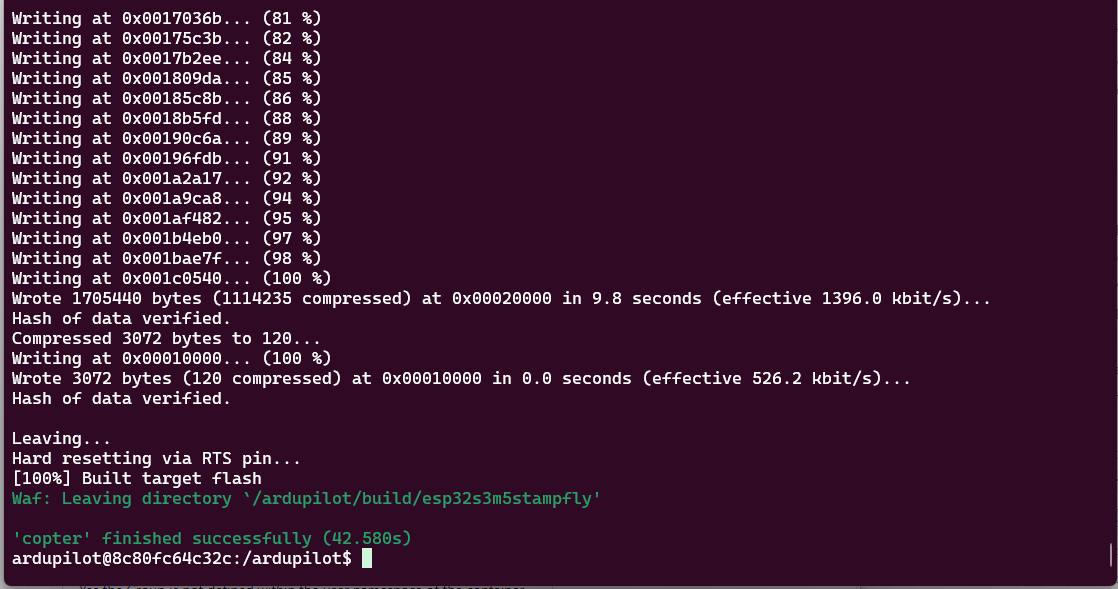 Writing at 0x0017036b... (81 %)
Writing at 0x00175c3b... (82 %)
Writing at 0x0017b2ee... (84 %)
Writing at 0x001809da... (85 %)
Writing at 0x00185c8b... (86 %)
Writing at 0x0018b5fd... (88 %)
Writing at 0x00190c6a... (89 %)
Writing at 0x00196fdb... (91 %)
Writing at 0x001a2a17... (92 %)
Writing at 0x001a9ca8... (94 %)
Writing at 0x001af482... (95 %)
Writing at 0x001b4eb0... (97 %)
Writing at 0x001bae7f... (98 %)
Writing at 0x001c0540... (100 %)
Wrote 1705440 bytes (1114235 compressed) at 0x00020000 in 9.8 seconds (effective 1396.0 kbit/s)...
Hash of data verified.
Compressed 3072 bytes to 120...
Writing at 0x00010000... (100 %)
Wrote 3072 bytes (120 compressed) at 0x00010000 in 0.0 seconds (effective 526.2 kbit/s)...
Hash of data verified.
Leaving...
Hard resetting via RTS pin...
[100%] Built target flash
Waf: Leaving directory `/ardupilot/build/esp32s3m5stampfly'
'copter' finished successfully (42.580s)
ardupilot@8c80fc64c32c:/ardupilot$